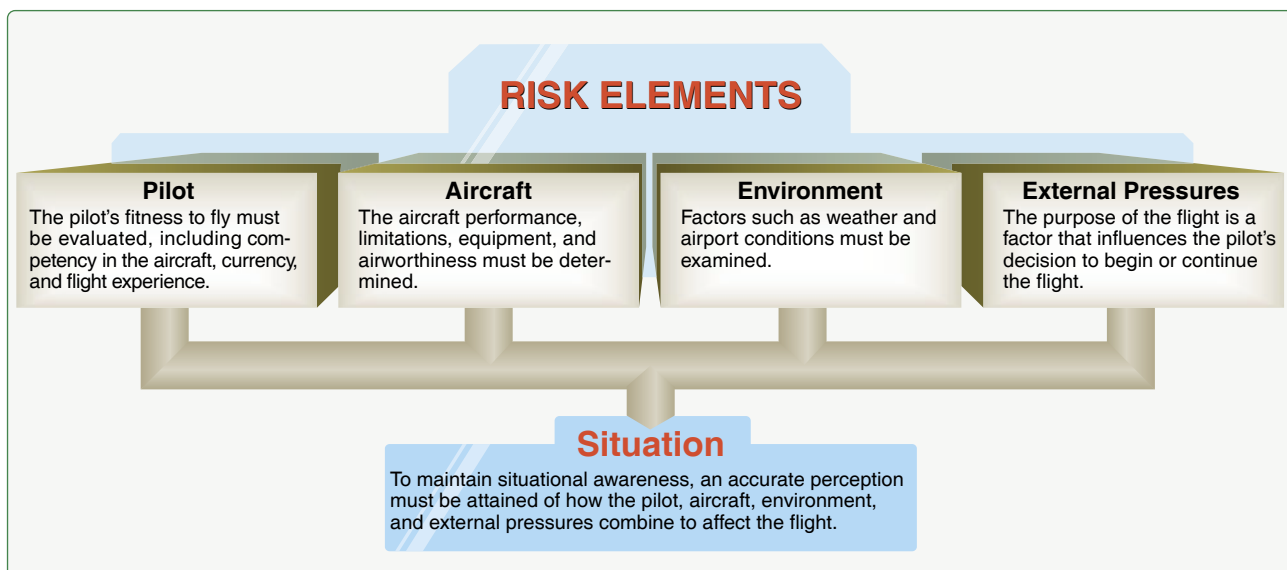 RISK ELEMENTS
Pilot
The pilot’s fitness to fly must
be evaluated, including com-
petency in the aircraft, currency,
and flight experience.
Aircraft
The aircraft performance,
limitations, equipment, and
airworthiness must be deter-
mined.
Environment
Factors such as weather and
airport conditions must be
examined.
External Pressures
The purpose of the flight is a
factor that influences the pilot’s
decision to begin or continue
the flight.
Situation
To maintain situational awareness, an accurate perception
must be attained of how the pilot, aircraft, environment,
and external pressures combine to affect the flight.